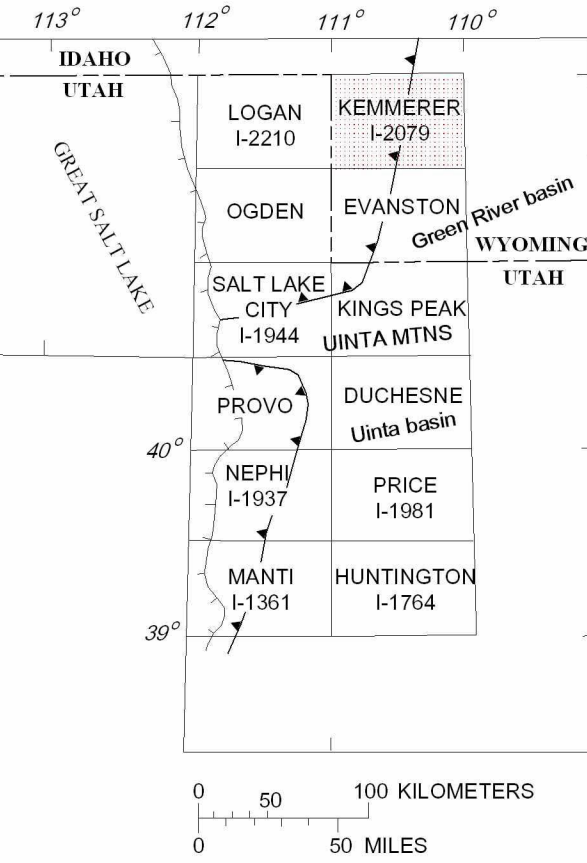 113° 112° 111° 110°
IDAHO
UTAH
LOGAN
I-2210
KEMMERER
I-2079
GREAT SALT LAKE
OGDEN
EVANSTON
Green River basin
WYOMING
UTAH
SALT LAKE
CITY
I-1944
KINGS PEAK
UINTA MTNS
PROVO
DUCHESNE
Uinta basin
40°
NEPHI
I-1937
PRICE
I-1981
MANTI
I-1361
HUNTINGTON
I-1764
39°
0 50 100 KILOMETERS
0 50 MILES